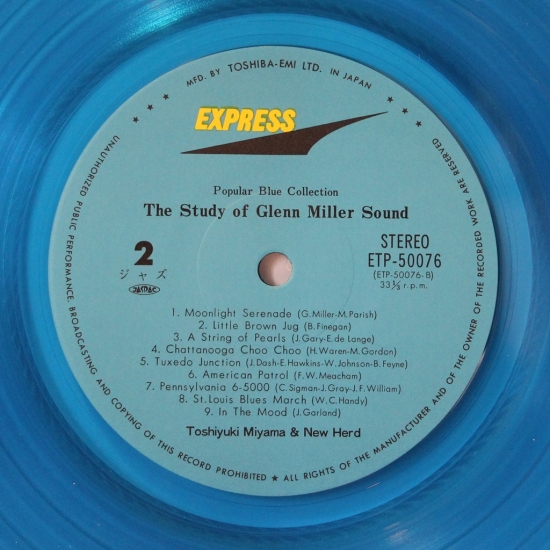 MFD. BY TOSHIBA-EMI LTD. IN JAPAN
EXPRESS
Popular Blue Collection
The Study of Glenn Miller Sound
2
ジャズ
JASRAC
STEREO
ETP-50076
(ETP-50076-B)
33⅓ r.p.m.
1. Moonlight Serenade (G.Miller-M.Parish)
2. Little Brown Jug (B.Finegan)
3. A String of Pearls (J.Gary-E.de Lange)
4. Chattanooga Choo Choo (H.Warren-M.Gordon)
5. Tuxedo Junction (J.Dash-E.Hawkins-W.Johnson-B.Feyne)
6. American Patrol (F.W.Meacham)
7. Pennsylvania 6-5000 (C.Sigman-J.Gray-J.F.William)
8. St.Louis Blues March (W.C.Handy)
9. In The Mood (J.Garland)
Toshiyuki Miyama & New Herd
UNAUTHORIZED PUBLIC PERFORMANCE, BROADCASTING AND COPYING OF THIS RECORD PROHIBITED ★ ALL RIGHTS OF THE MANUFACTURER AND OF THE OWNER OF THE RECORDED WORK ARE RESERVED